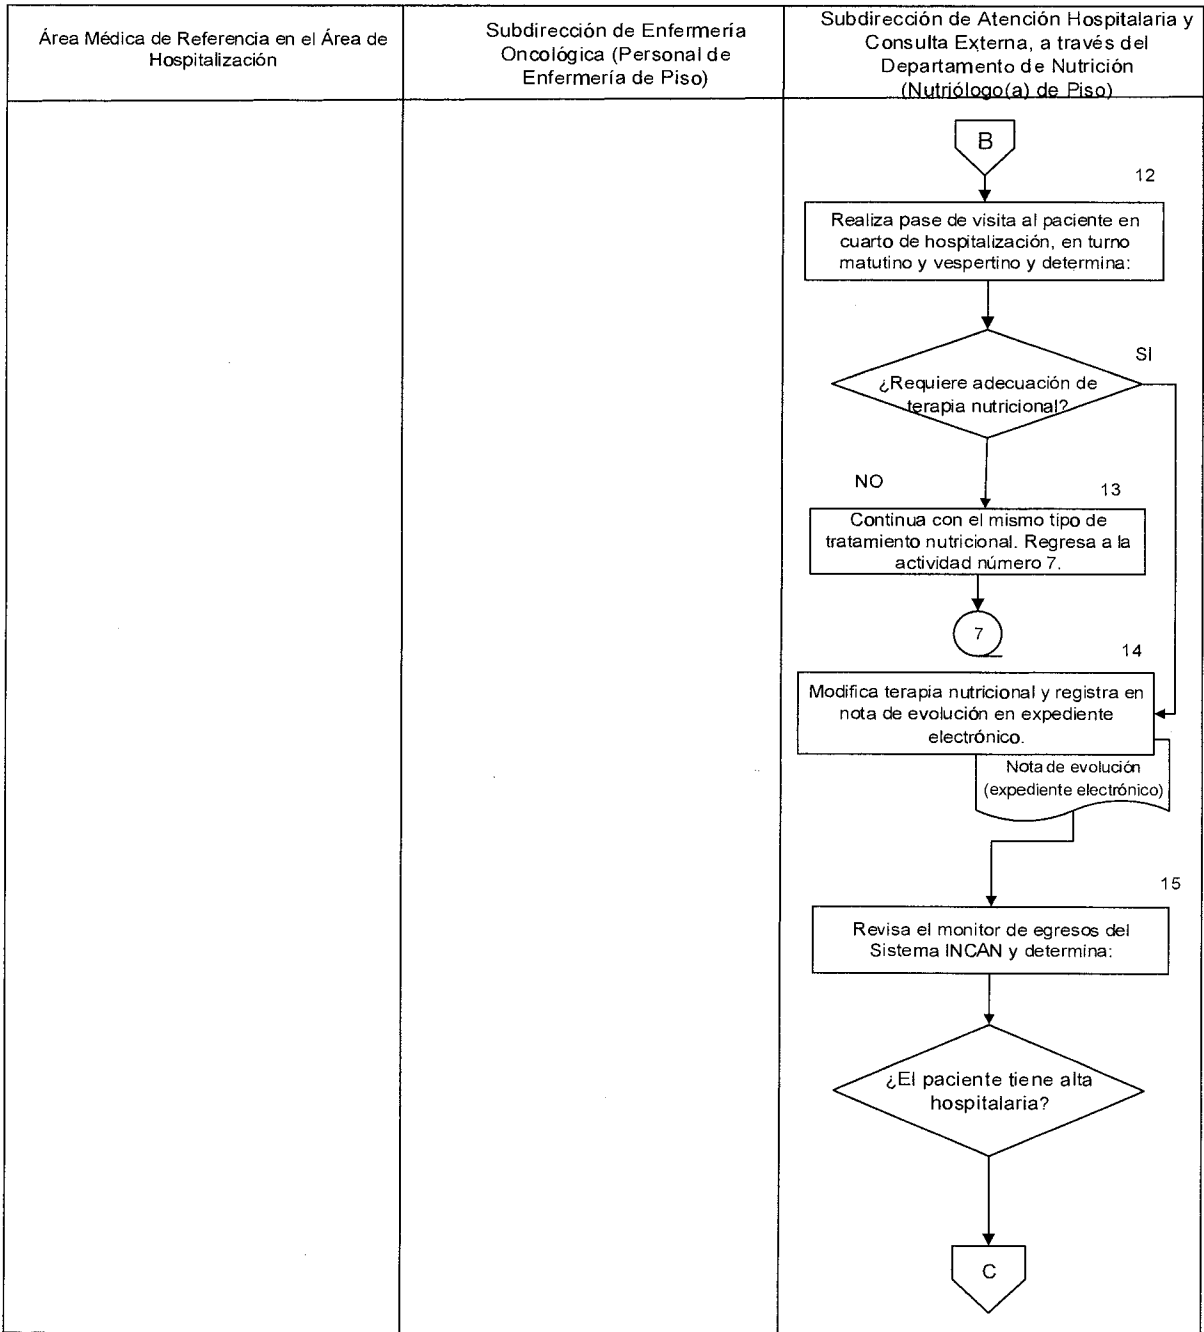 Área Médica de Referencia en el Área de
Hospitalización
Subdirección de Enfermería
Oncológica (Personal de
Enfermería de Piso)
Subdirección de Atención Hospitalaria y
Consulta Externa, a través del
Departamento de Nutrición
(Nutriólogo(a) de Piso)
B
12
Realiza pase de visita al paciente en
cuarto de hospitalización, en turno
matutino y vespertino y determina:
SI
¿Requiere adecuación de
terapia nutricional?
NO
13
Continua con el mismo tipo de
tratamiento nutricional. Regresa a la
actividad número 7.
7
14
Modifica terapia nutricional y registra en
nota de evolución en expediente
electrónico.
Nota de evolución
(expediente electrónico)
15
Revisa el monitor de egresos del
Sistema INCAN y determina:
¿El paciente tiene alta
hospitalaria?
C